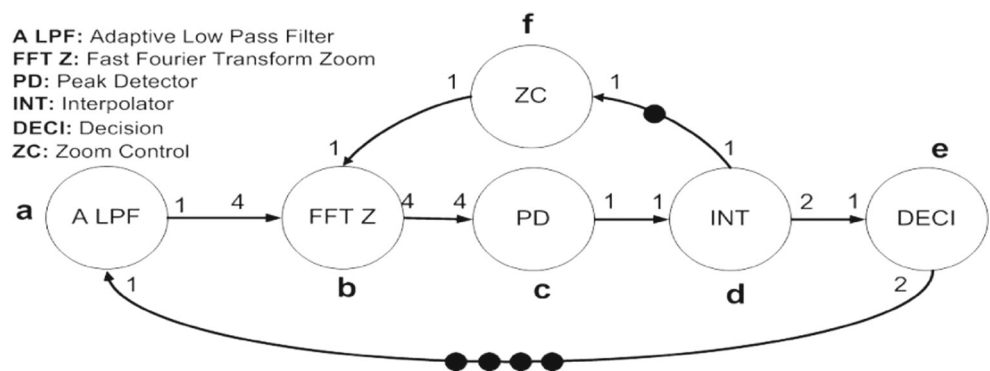 A LPF: Adaptive Low Pass Filter
FFT Z: Fast Fourier Transform Zoom
PD: Peak Detector
INT: Interpolator
DECI: Decision
ZC: Zoom Control
f
1 ZC 1
1 1
e
a A LPF 1 4 FFT Z 4 4 PD 1 1 INT 2 1 DECI
1 2
b c d